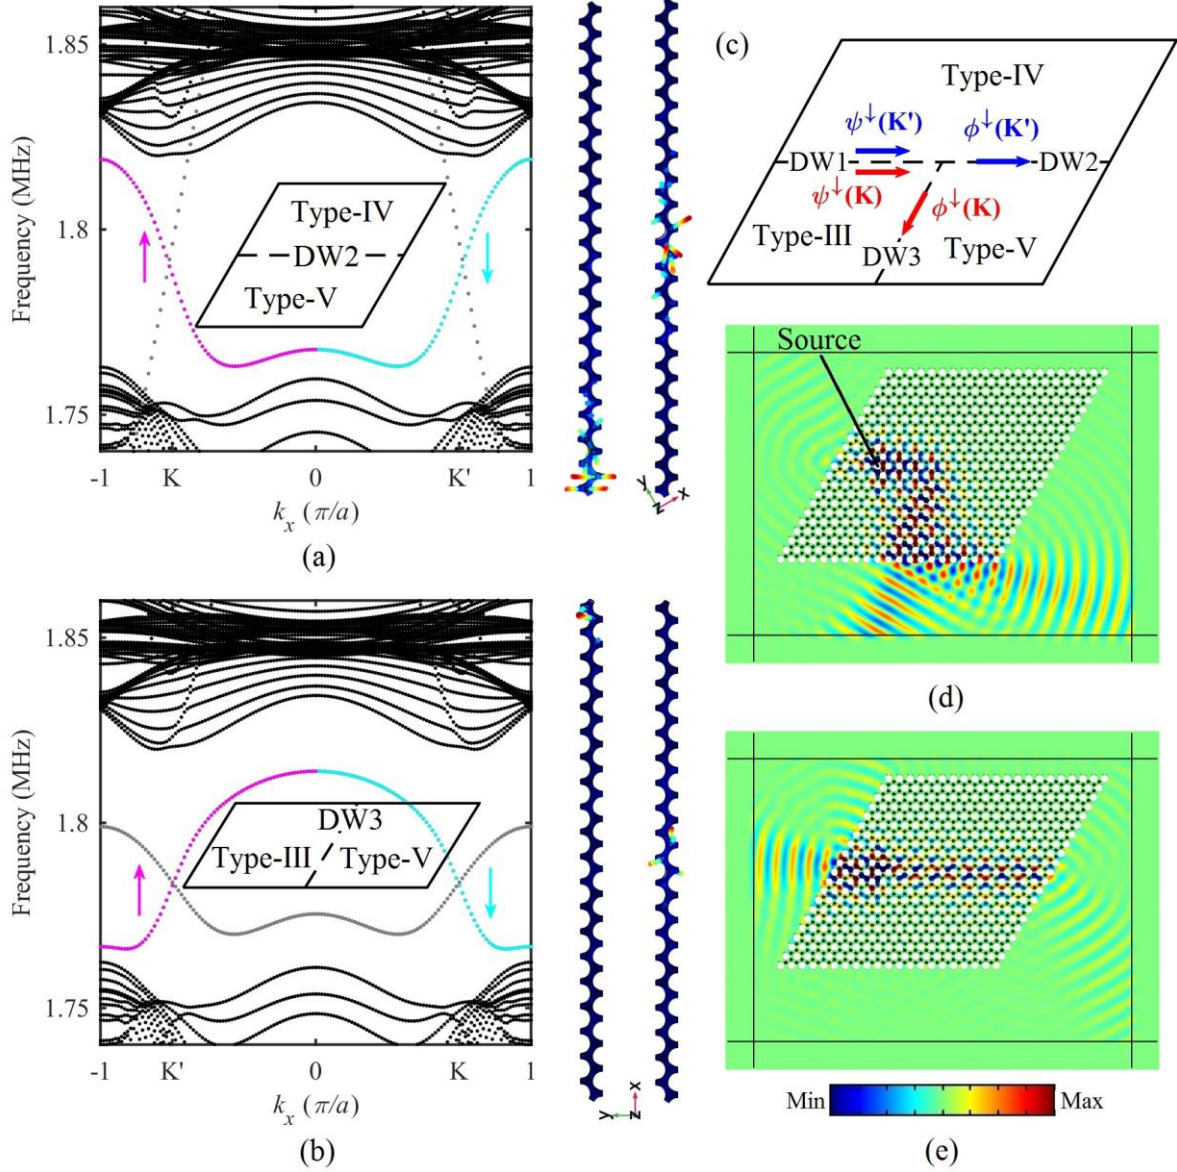 1.85
1.8
1.75
Frequency (MHz)
Type-IV
DW2
Type-V
-1 K 0 K' 1
k_x (π/a)
(a)
y
z
x
(c)
Type-IV
ψ↓(K') ϕ↓(K')
DW1 DW2
ψ↓(K) ϕ↓(K)
Type-III DW3 Type-V
Source
(d)
1.85
1.8
1.75
Frequency (MHz)
DW3
Type-III Type-V
-1 K' 0 K 1
k_x (π/a)
(b)
y
z
x
Min Max
(e)